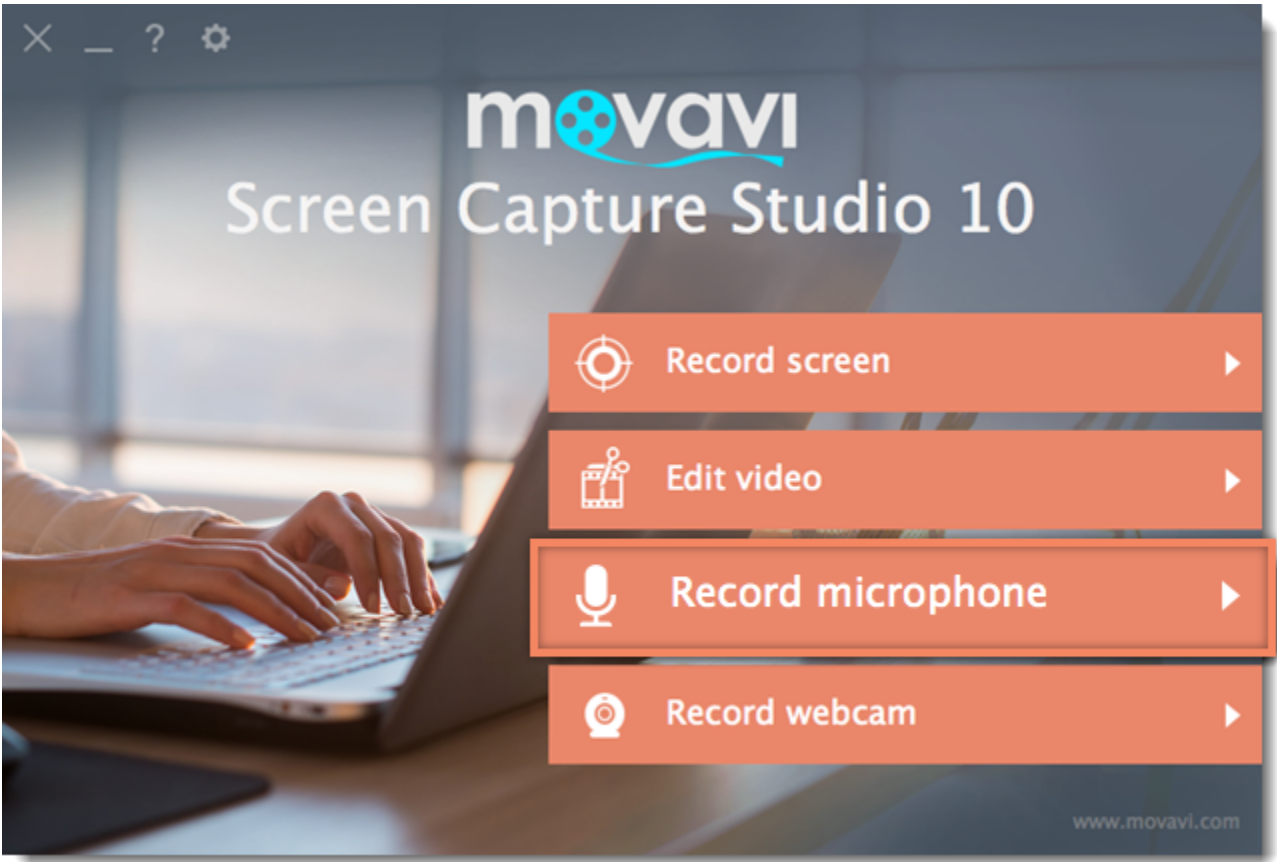 ?
movavi
Screen Capture Studio 10
Record screen
Edit video
Record microphone
Record webcam
www.movavi.com